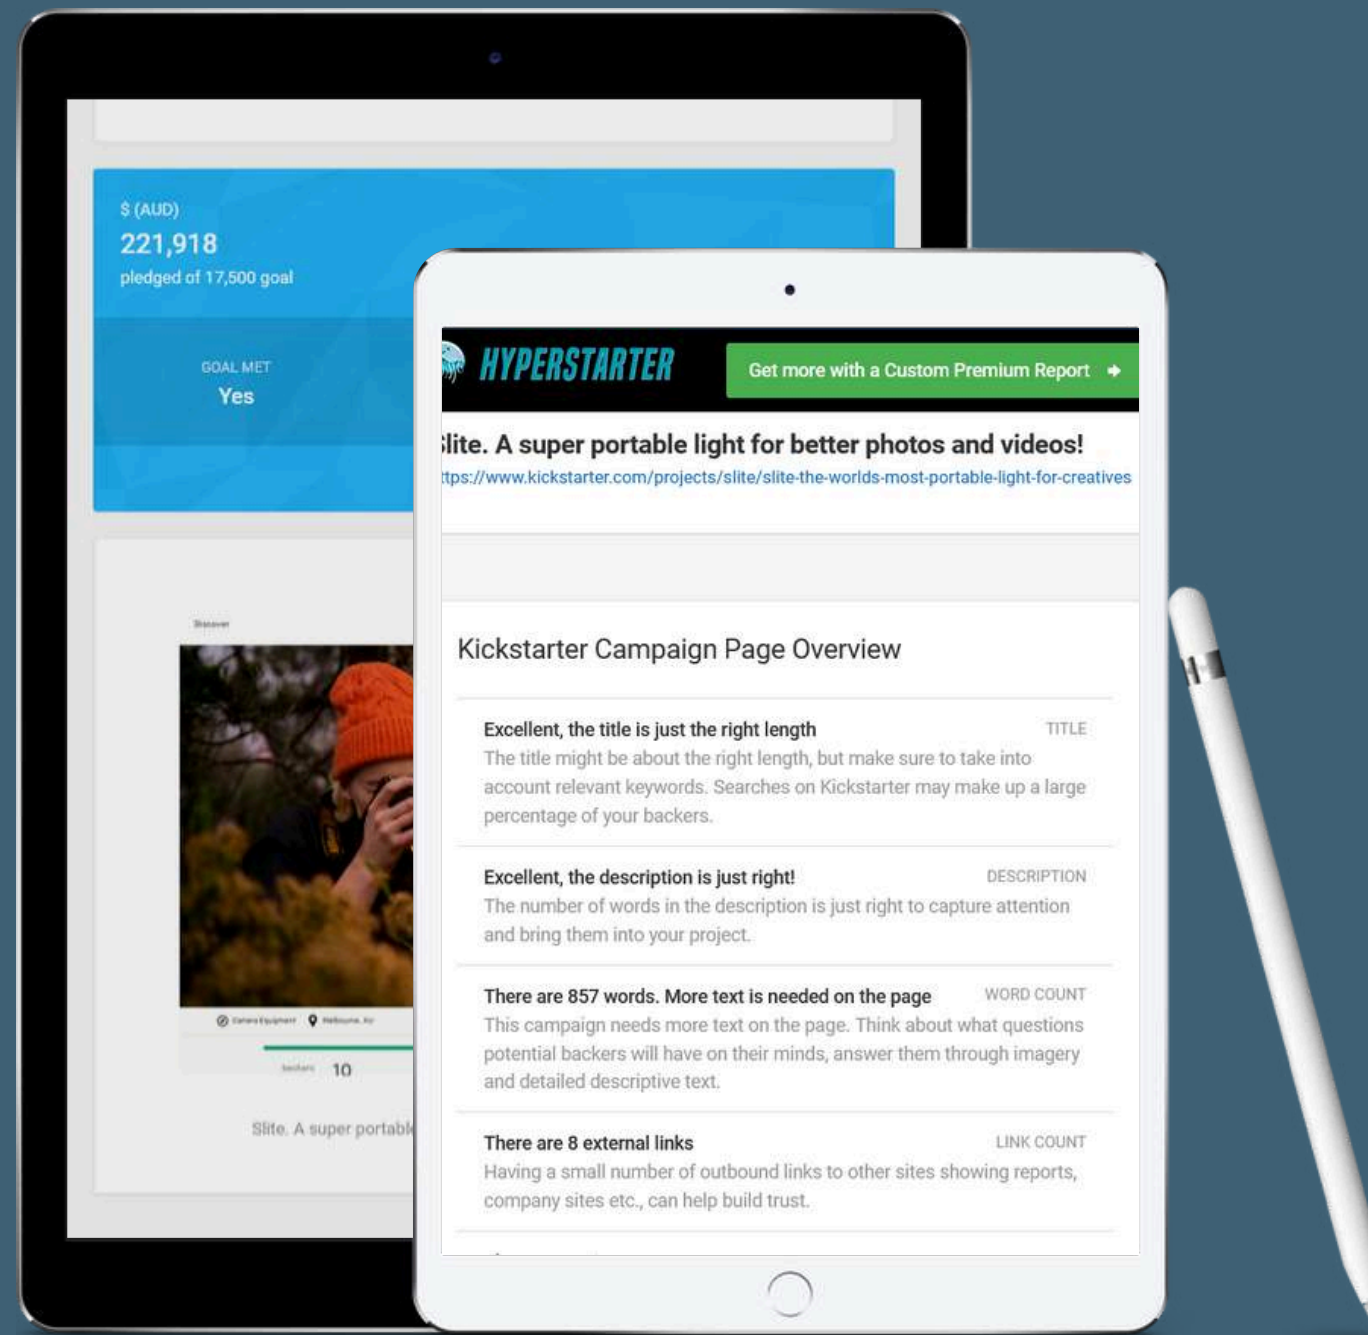 $ (AUD)
221,918
pledged of 17,500 goal
GOAL MET
Yes
Discover
Camera Equipment Melbourne, AU
backers 10
Slite. A super portable
HYPERSTARTER
Get more with a Custom Premium Report
Slite. A super portable light for better photos and videos!
ttps://www.kickstarter.com/projects/slite/slite-the-worlds-most-portable-light-for-creatives
Kickstarter Campaign Page Overview
Excellent, the title is just the right length TITLE
The title might be about the right length, but make sure to take into
account relevant keywords. Searches on Kickstarter may make up a large
percentage of your backers.
Excellent, the description is just right! DESCRIPTION
The number of words in the description is just right to capture attention
and bring them into your project.
There are 857 words. More text is needed on the page WORD COUNT
This campaign needs more text on the page. Think about what questions
potential backers will have on their minds, answer them through imagery
and detailed descriptive text.
There are 8 external links LINK COUNT
Having a small number of outbound links to other sites showing reports,
company sites etc., can help build trust.